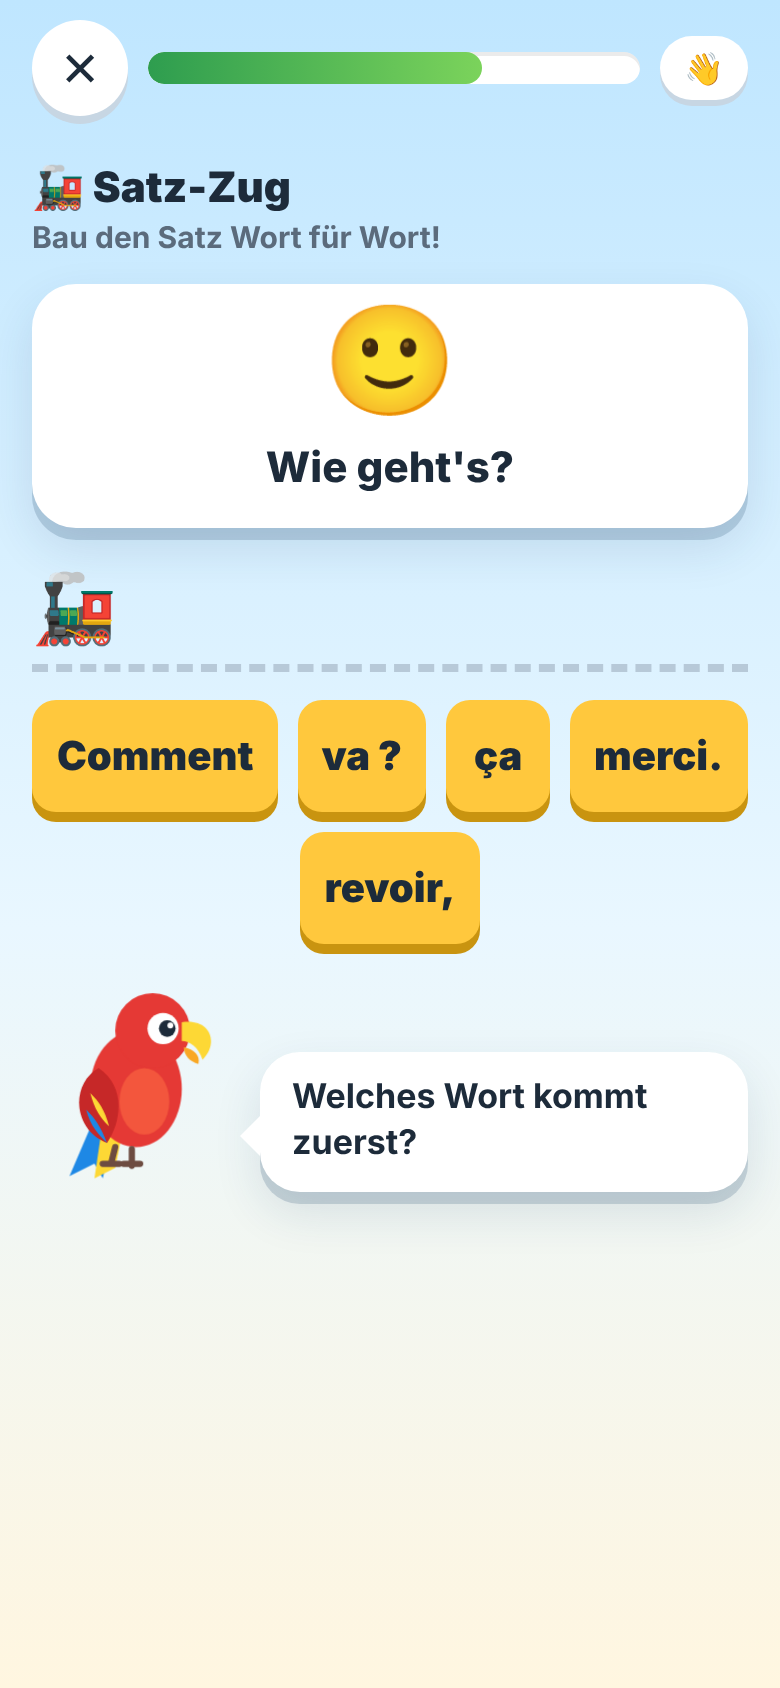 Satz-Zug
Bau den Satz Wort für Wort!
Wie geht's?
Comment va ? ça merci.
revoir,
Welches Wort kommt
zuerst?